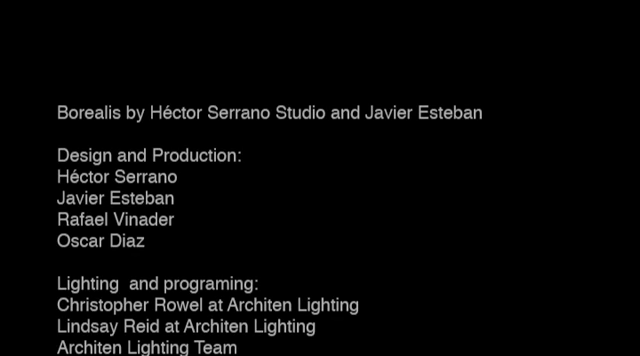 Borealis by Héctor Serrano Studio and Javier Esteban
Design and Production:
Héctor Serrano
Javier Esteban
Rafael Vinader
Oscar Diaz
Lighting  and programing:
Christopher Rowel at Architen Lighting
Lindsay Reid at Architen Lighting
Architen Lighting Team